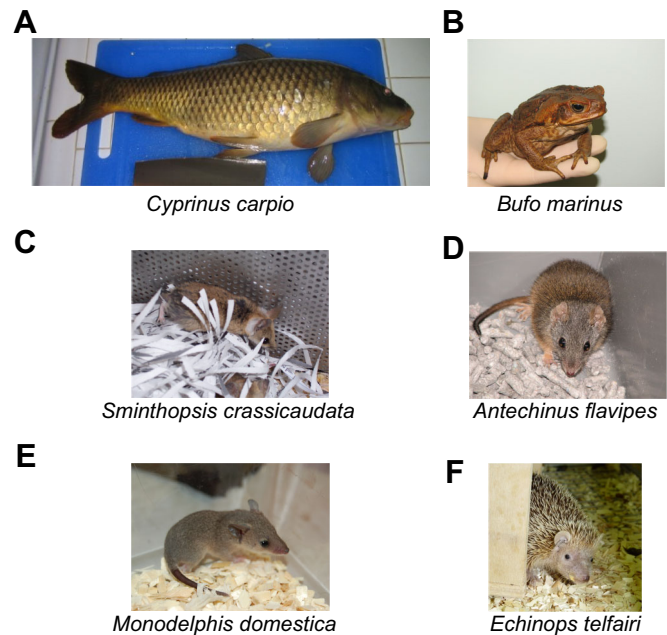 A
B
Cyprinus carpio
Bufo marinus
C
D
Sminthopsis crassicaudata
Antechinus flavipes
E
F
Monodelphis domestica
Echinops telfairi